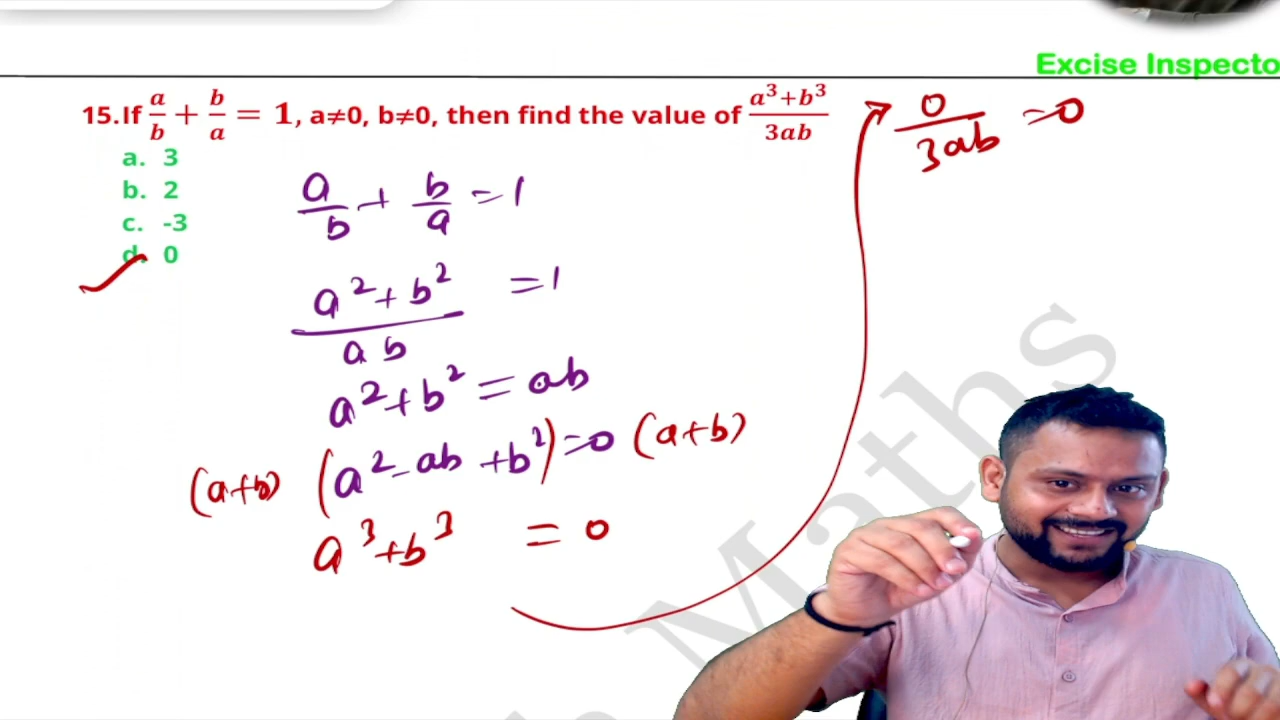 Excise Inspecto
15. If a/b + b/a = 1, a≠0, b≠0, then find the value of a³+b³/3ab
a. 3
b. 2
c. -3
d. 0
a/b + b/a = 1
a² + b²/a b = 1
a² + b² = ab
(a+b) (a² - ab + b²) = 0 (a+b)
a³ + b³ = 0
0/3ab = 0
Maths